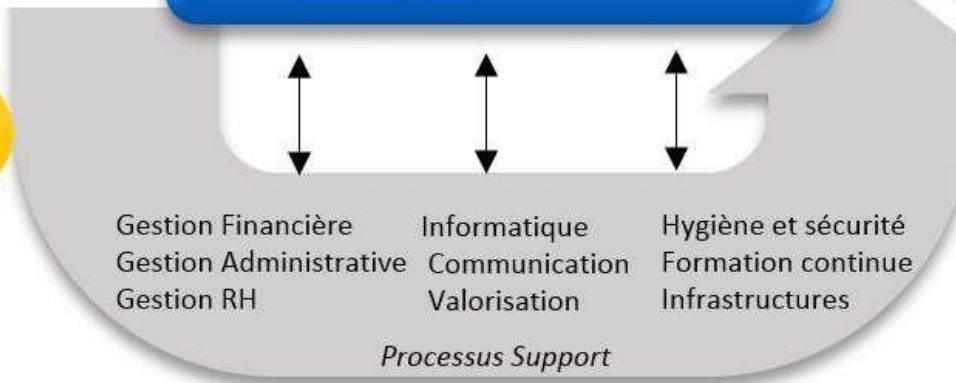 Gestion Financière
Gestion Administrative
Gestion RH
Informatique
Communication
Valorisation
Hygiène et sécurité
Formation continue
Infrastructures
Processus Support